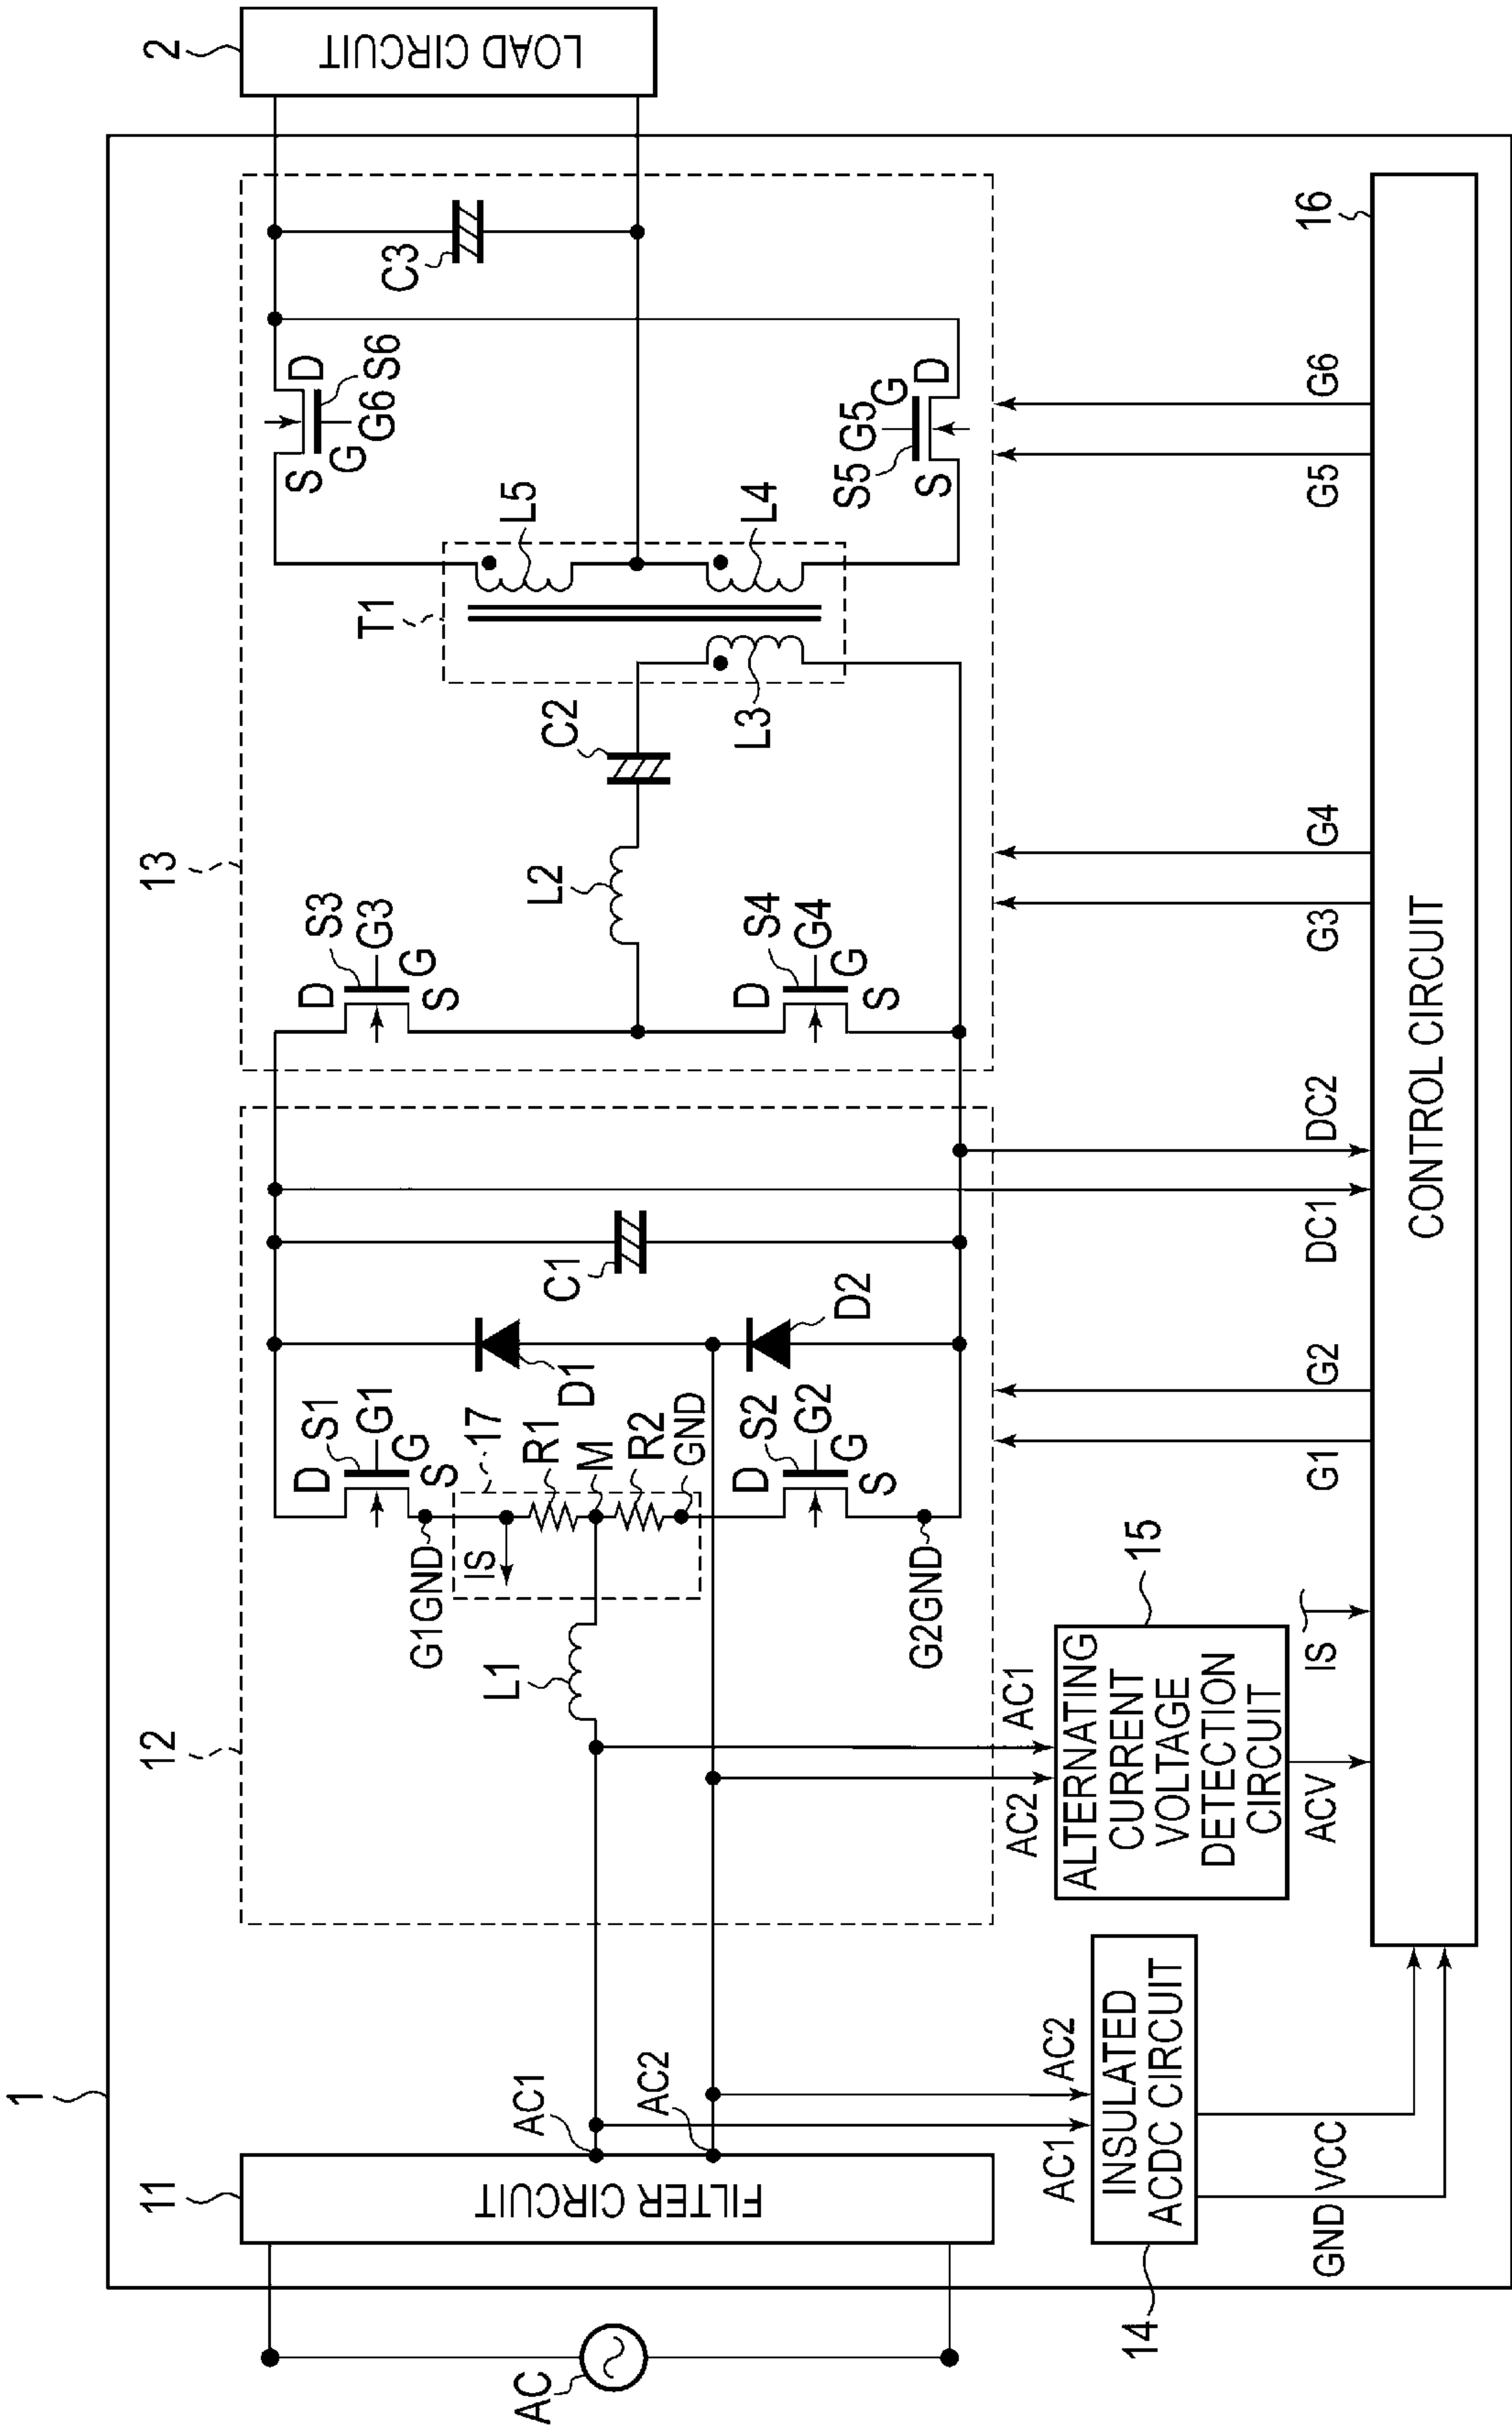 1
AC
11
FILTER CIRCUIT
AC1
AC2
12
L1
G1GND
IS
17
D
S1
G1
G
S
R1
M
R2
GND
D
S2
G2
G
S
G2GND
D1
D2
C1
13
D
S3
G3
G
S
D
S4
G4
G
S
L2
C2
T1
L3
L5
L4
S
G
G6
D
S6
S5
G5
G
S
D
C3
2
LOAD CIRCUIT
AC1
AC2
14
INSULATED
ACDC CIRCUIT
GND
VCC
AC2
AC1
15
ALTERNATING
CURRENT
VOLTAGE
DETECTION
CIRCUIT
ACV
IS
G1
G2
DC1
DC2
G3
G4
G5
G6
16
CONTROL CIRCUIT